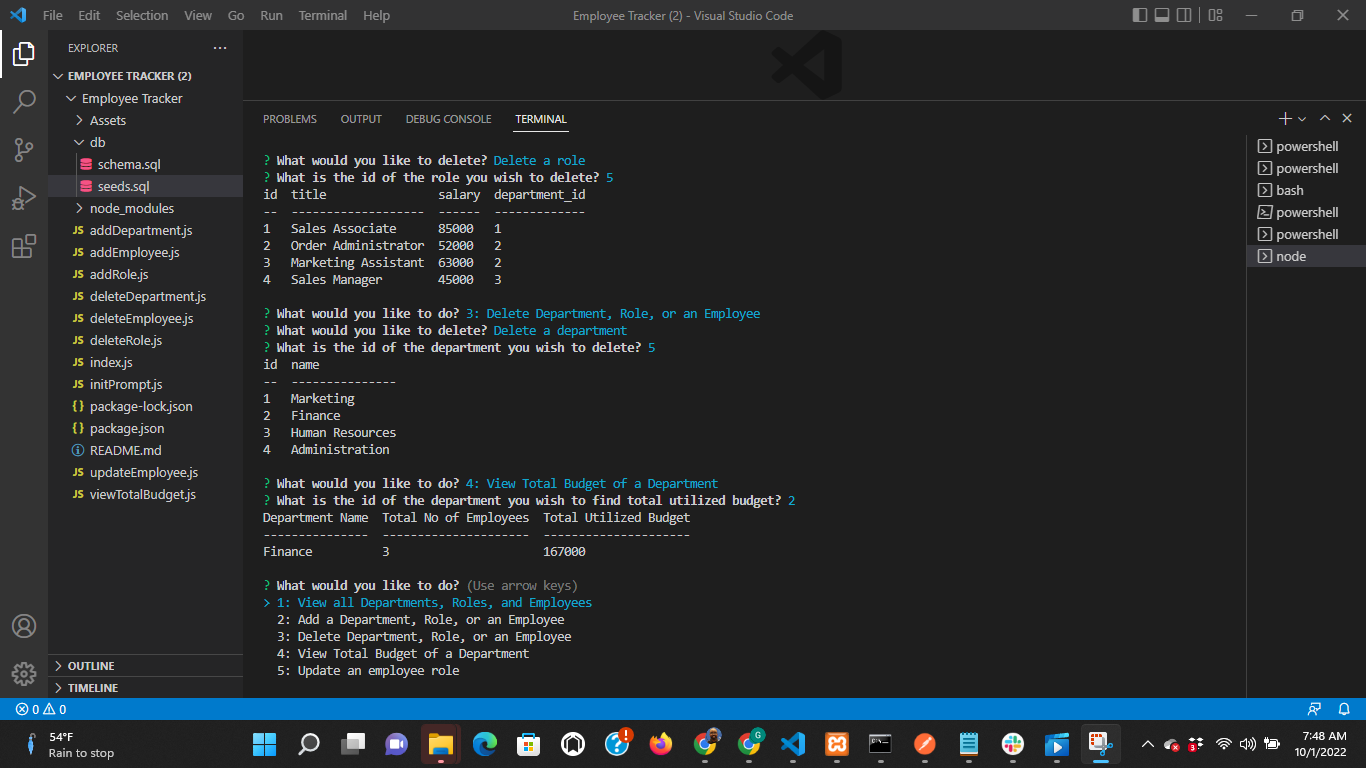 File Edit Selection View Go Run Terminal Help Employee Tracker (2) - Visual Studio Code
EXPLORER ...
EMPLOYEE TRACKER (2)
Employee Tracker
Assets
db
schema.sql
seeds.sql
node_modules
JS addDepartment.js
JS addEmployee.js
JS addRole.js
JS deleteDepartment.js
JS deleteEmployee.js
JS deleteRole.js
JS index.js
JS initPrompt.js
{} package-lock.json
{} package.json
README.md
JS updateEmployee.js
JS viewTotalBudget.js
OUTLINE
TIMELINE
PROBLEMS OUTPUT DEBUG CONSOLE TERMINAL
? What would you like to delete? Delete a role
? What is the id of the role you wish to delete? 5
id title salary department_id
-- ------------------- ------ -------------
1 Sales Associate 85000 1
2 Order Administrator 52000 2
3 Marketing Assistant 63000 2
4 Sales Manager 45000 3
? What would you like to do? 3: Delete Department, Role, or an Employee
? What would you like to delete? Delete a department
? What is the id of the department you wish to delete? 5
id name
-- ---------------
1 Marketing
2 Finance
3 Human Resources
4 Administration
? What would you like to do? 4: View Total Budget of a Department
? What is the id of the department you wish to find total utilized budget? 2
Department Name Total No of Employees Total Utilized Budget
--------------- --------------------- ---------------------
Finance 3 167000
? What would you like to do? (Use arrow keys)
> 1: View all Departments, Roles, and Employees
2: Add a Department, Role, or an Employee
3: Delete Department, Role, or an Employee
4: View Total Budget of a Department
5: Update an employee role
powershell
powershell
bash
powershell
powershell
node
0 0
54°F
Rain to stop
G
3
7:48 AM
10/1/2022